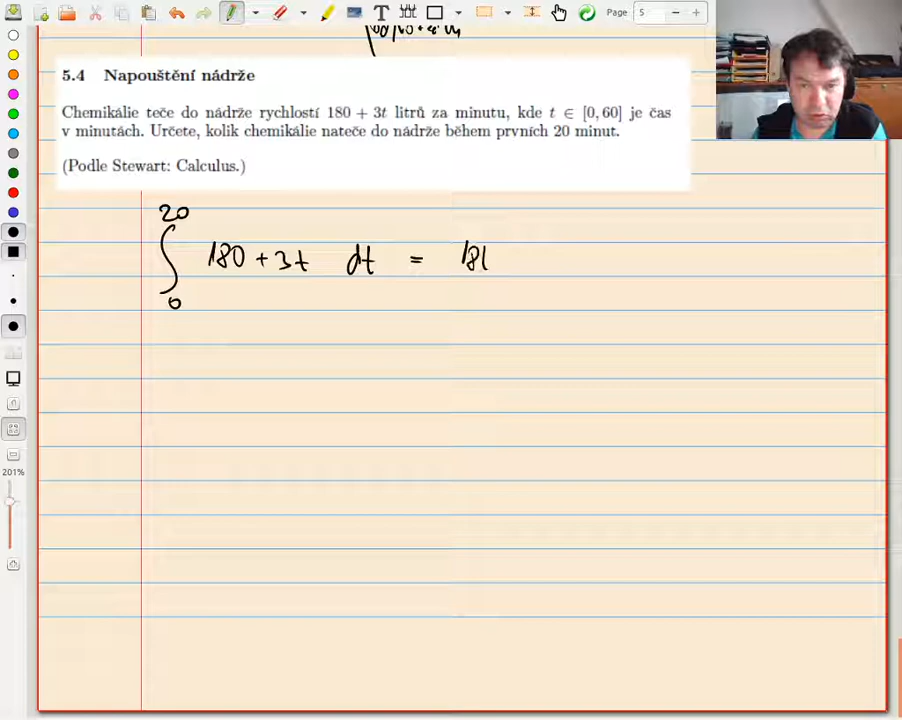 Page 5
5.4 Napouštění nádrže
Chemikálie teče do nádrže rychlostí 180 + 3t litrů za minutu, kde t ∈ [0, 60] je čas
v minutách. Určete, kolik chemikálie nateče do nádrže během prvních 20 minut.
(Podle Stewart: Calculus.)
20
∫ 180 + 3t dt = 181
0
201%